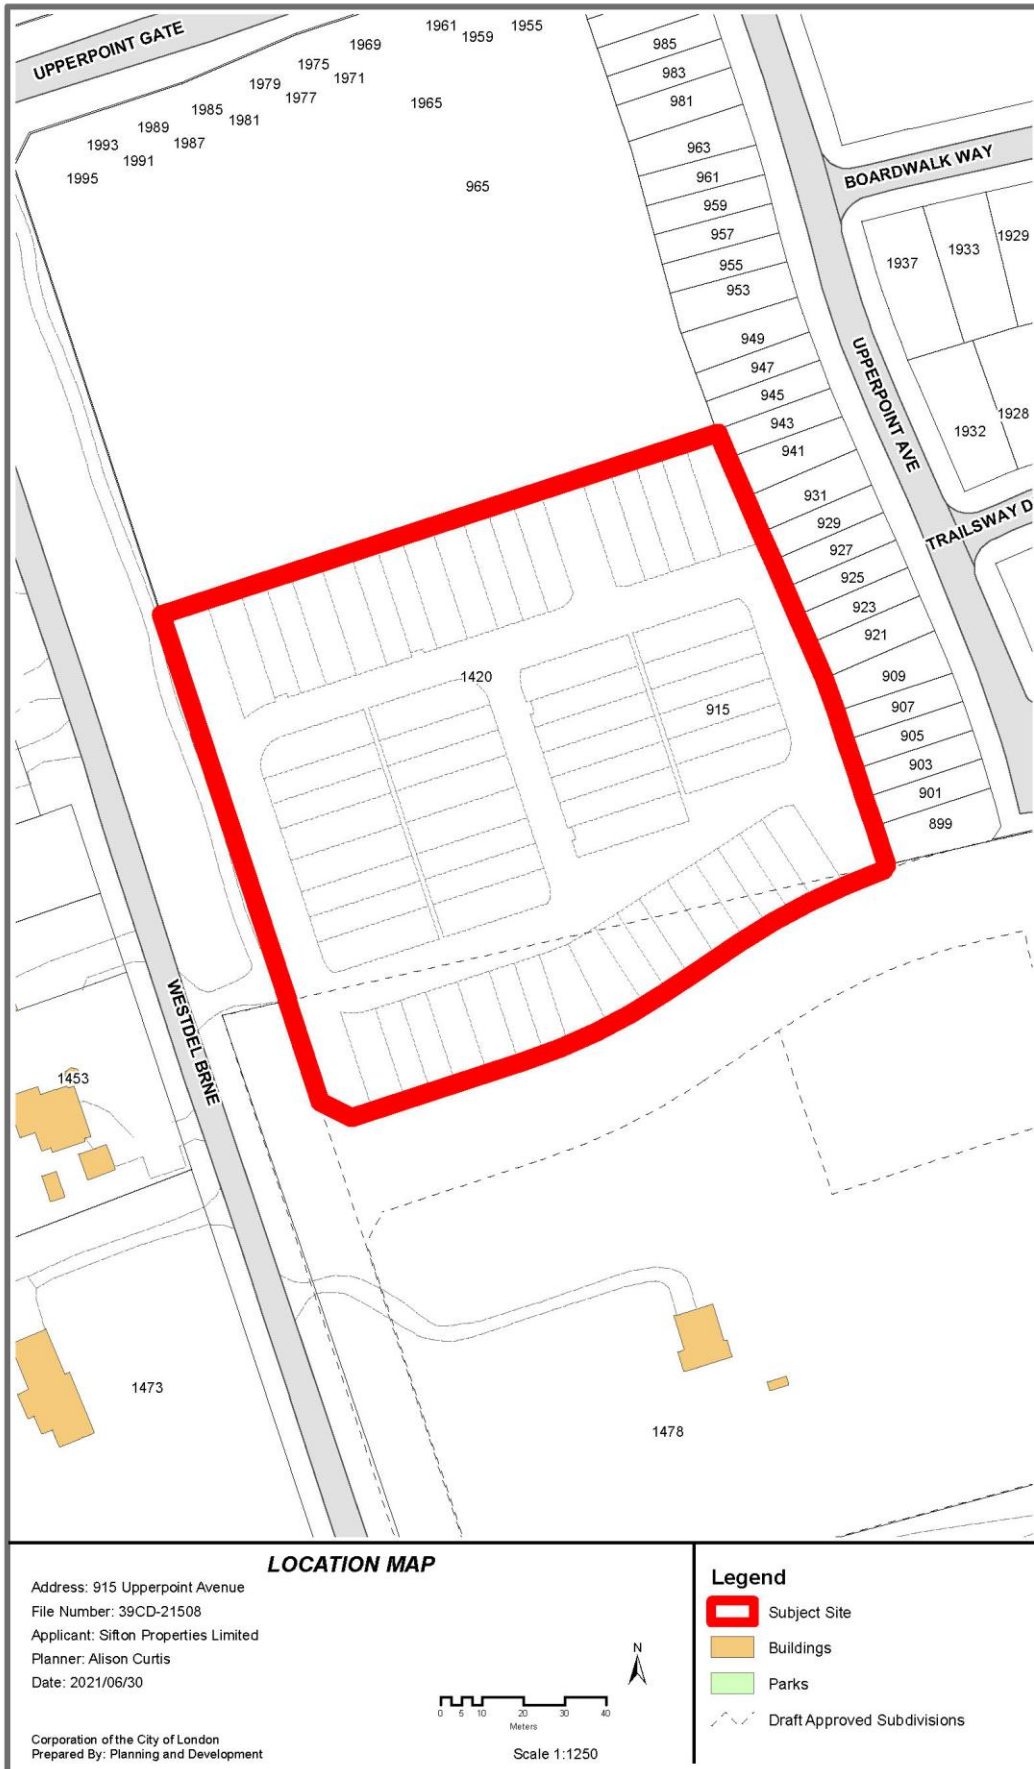 UPPERPOINT GATE
1961
1955
1959
1969
1975
1971
1979
1977
1965
1985
1981
1989
1987
1993
1991
1995
965
985
983
981
963
961
959
957
955
953
949
947
945
943
941
931
929
927
925
923
921
909
907
905
903
901
899
BOARDWALK WAY
1937
1933
1929
UPPERPOINT AVE
1932
1928
TRAILSWAY D
1420
915
WESTDEL BRNE
1453
1473
1478
LOCATION MAP
Address: 915 Upperpoint Avenue
File Number: 39CD-21508
Applicant: Sifton Properties Limited
Planner: Alison Curtis
Date: 2021/06/30
Corporation of the City of London
Prepared By: Planning and Development
N
0 5 10 20 30 40
Meters
Scale 1:1250
Legend
Subject Site
Buildings
Parks
Draft Approved Subdivisions